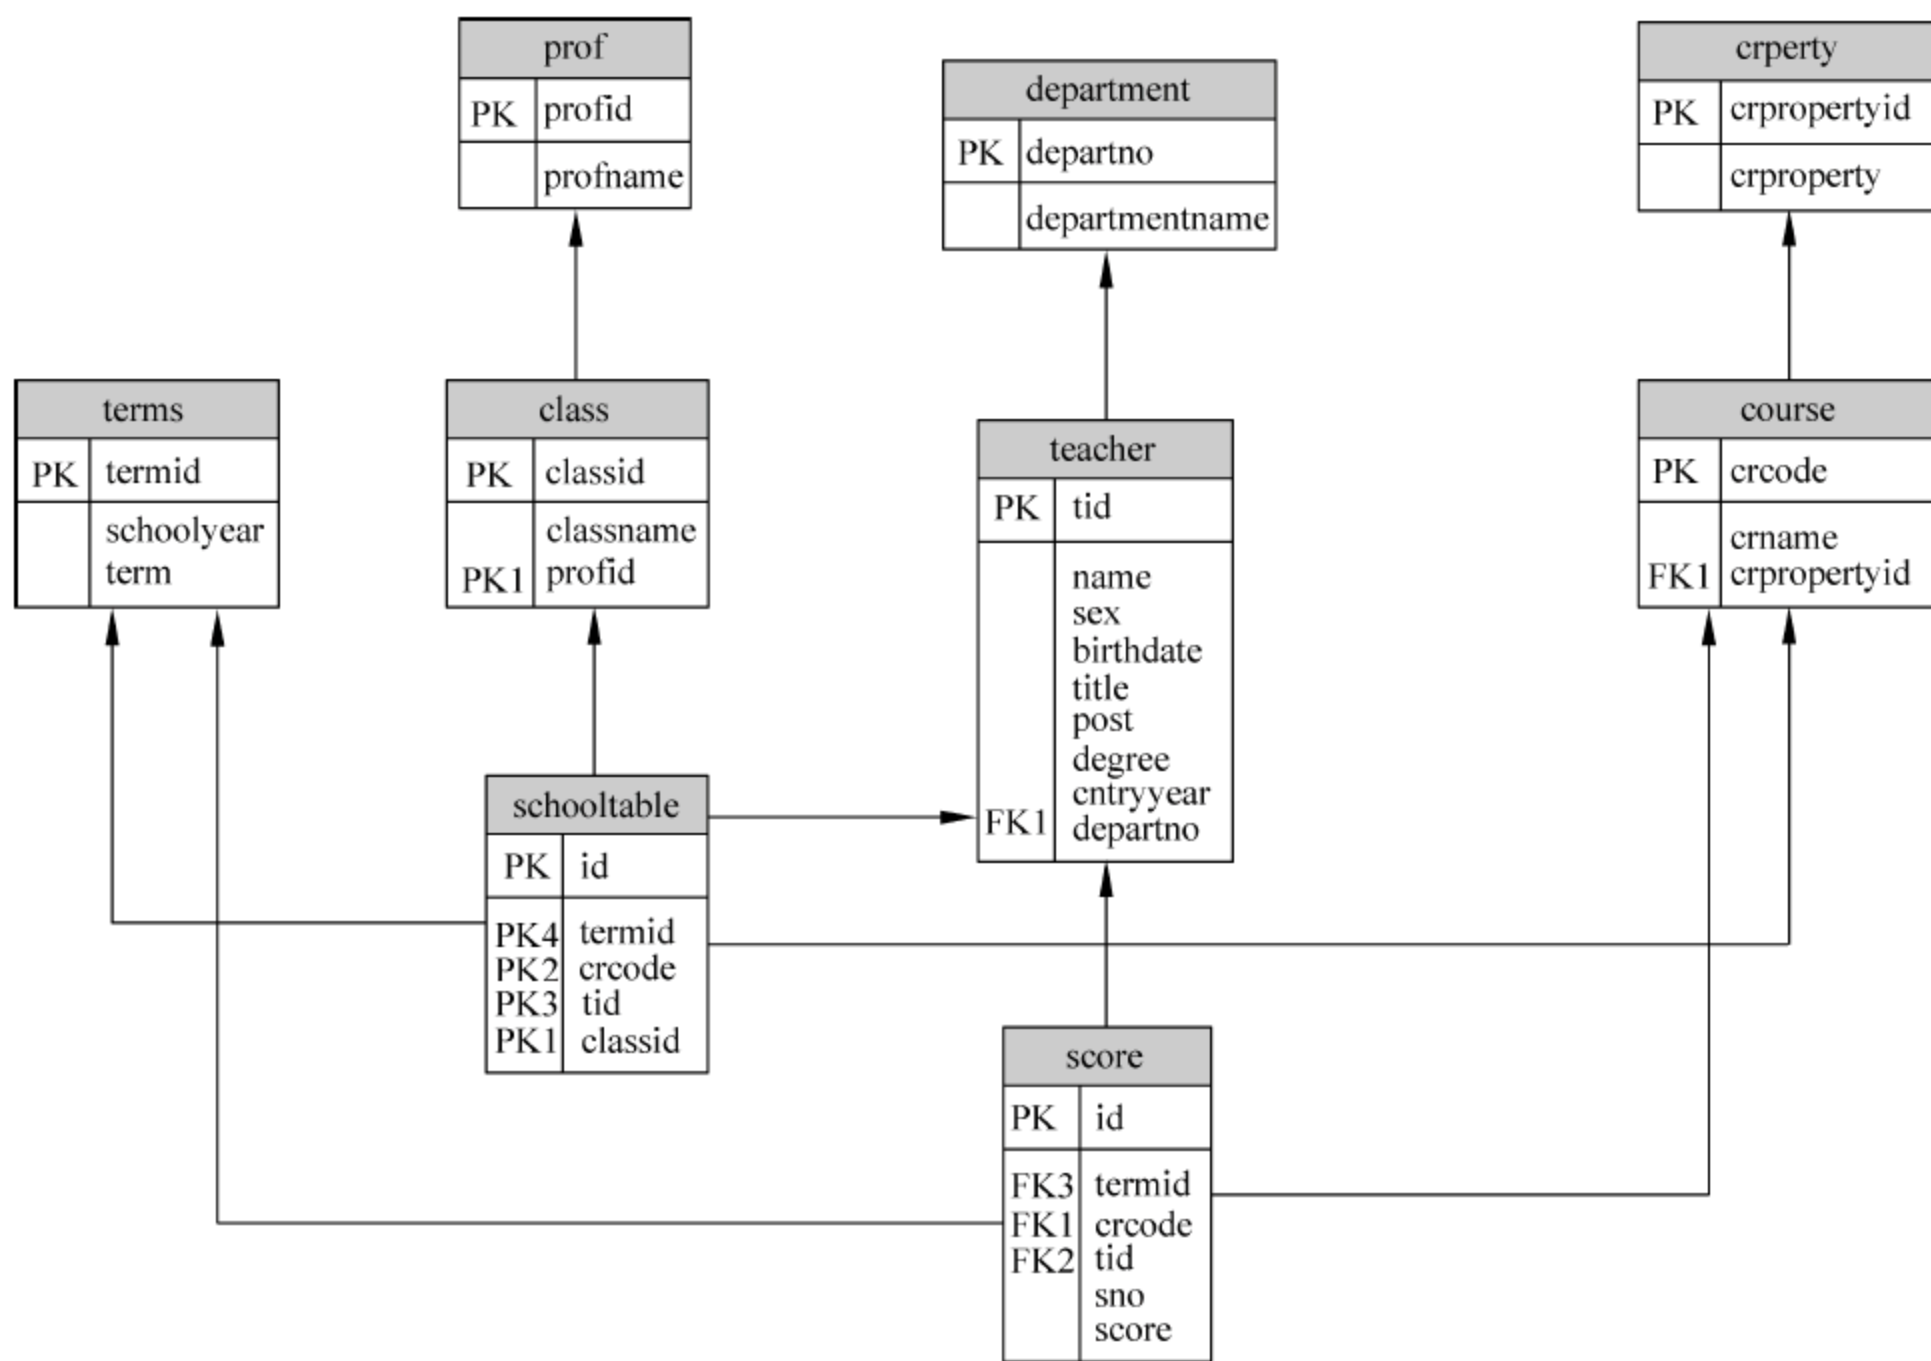 prof
PK profid
profname
department
PK departno
departmentname
crperty
PK crpropertyid
crproperty
terms
PK termid
schoolyear
term
class
PK classid
classname
PK1 profid
teacher
PK tid
name
sex
birthdate
title
post
degree
cntryyear
FK1 departno
course
PK crcode
crname
FK1 crpropertyid
schooltable
PK id
PK4 termid
PK2 crcode
PK3 tid
PK1 classid
score
PK id
FK3 termid
FK1 crcode
FK2 tid
sno
score